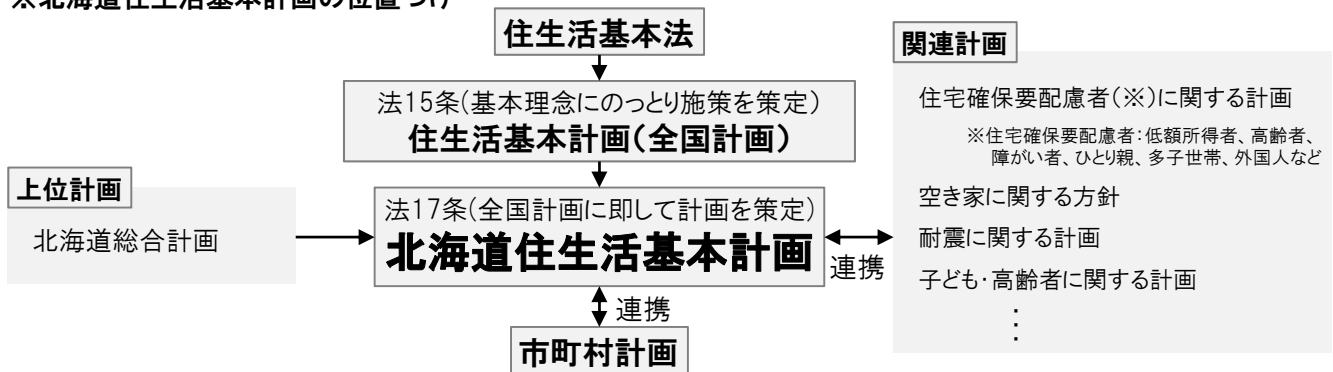 ※北海道住生活基本計画の位置づけ
住生活基本法
法15条(基本理念にのっとり施策を策定)
住生活基本計画(全国計画)
上位計画
北海道総合計画
法17条(全国計画に即して計画を策定)
北海道住生活基本計画
連携
連携
市町村計画
関連計画
住宅確保要配慮者(※)に関する計画
※住宅確保要配慮者:低額所得者、高齢者、
障がい者、ひとり親、多子世帯、外国人など
空き家に関する方針
耐震に関する計画
子ども・高齢者に関する計画
⋮